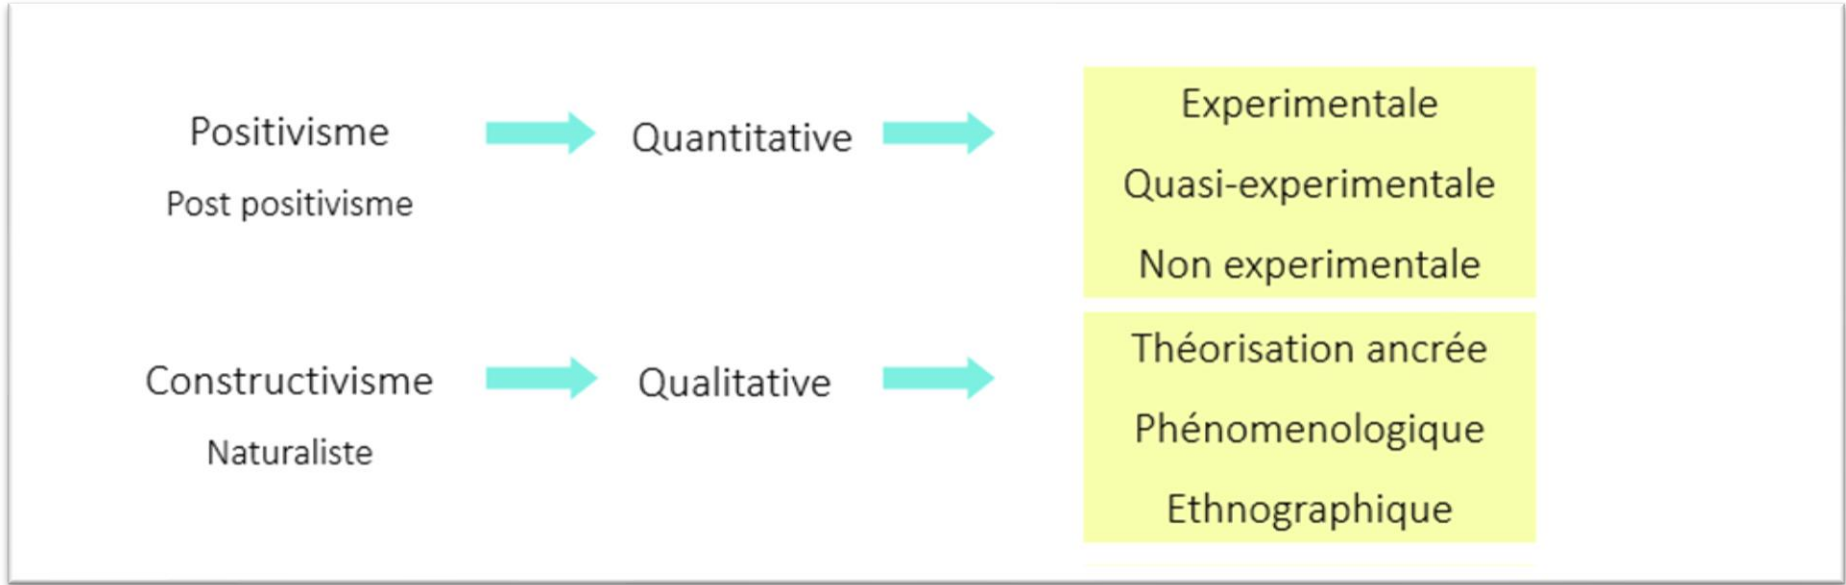 Positivisme
Quantitative
Post positivisme
Experimentale
Quasi-experimentale
Non experimentale
Constructivisme
Qualitative
Naturaliste
Théorisation ancrée
Phénomenologique
Ethnographique